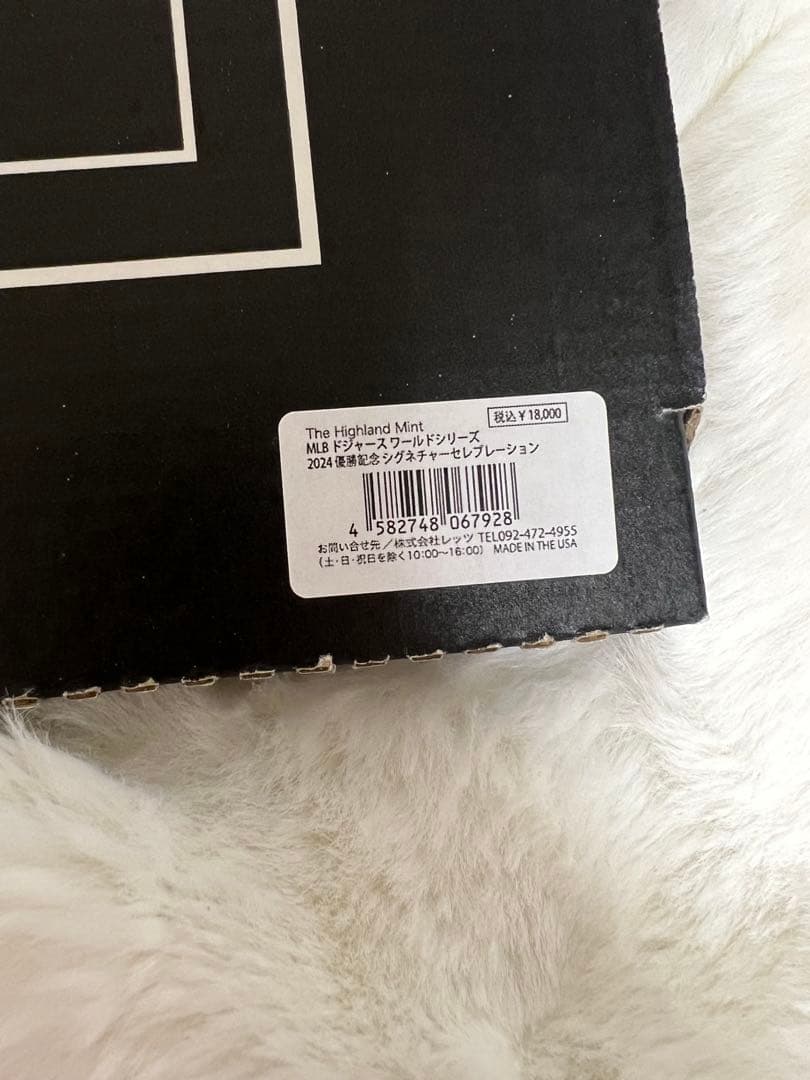 The Highland Mint
税込￥18,000
MLB ドジャース ワールドシリーズ
2024 優勝記念 シグネチャーセレブレーション
4 582748 067928
お問い合せ先／株式会社レッツ TEL092-472-4955
(土・日・祝日を除く10:00～16:00) MADE IN THE USA